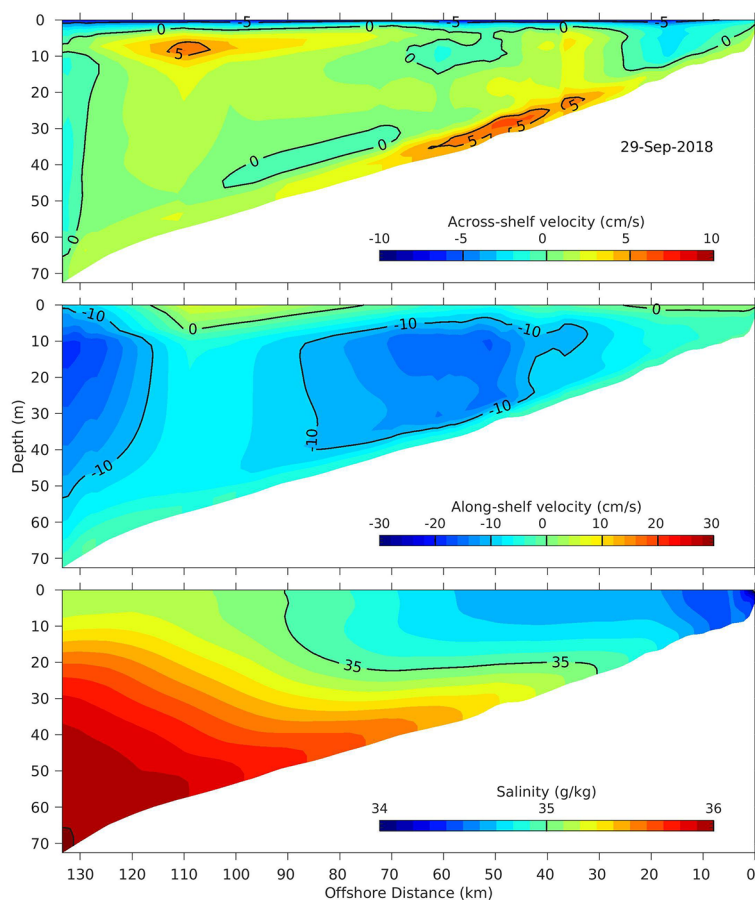 -5 -5
0 0 0 0
5
0
5
5
5
0
0
0
0 10 20 30 40 50 60 70
29-Sep-2018
Across-shelf velocity (cm/s)
-10 -5 0 5 10
-10 0 -10 -10 0
-10
-10
-10
0 10 20 30 40 50 60 70
Depth (m)
Along-shelf velocity (cm/s)
-30 -20 -10 0 10 20 30
35 35
0 10 20 30 40 50 60 70
Salinity (g/kg)
34 35 36
130 120 110 100 90 80 70 60 50 40 30 20 10 0
Offshore Distance (km)